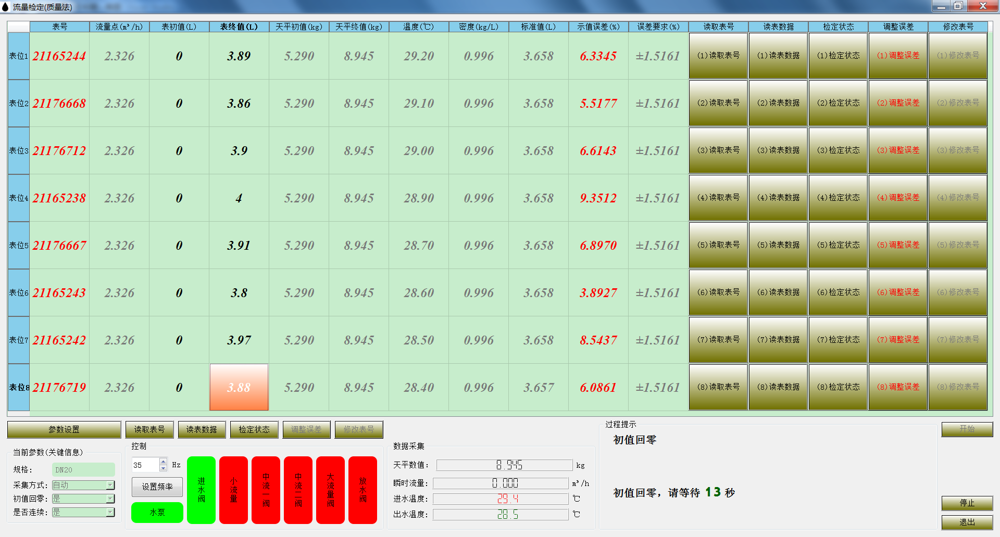 流量检定(质量法)
表号 流量点(m³/h) 表初值(L) 表终值(L) 天平初值(kg) 天平终值(kg) 温度(℃) 密度(kg/L) 标准值(L) 示值误差(%) 误差要求(%) 读取表号 读表数据 检定状态 调整误差 修改表号
表位1 21165244 2.326 0 3.89 5.290 8.945 29.20 0.996 3.658 6.3345 ±1.5161 (1)读取表号 (1)读表数据 (1)检定状态 (1)调整误差 (1)修改表号
表位2 21176668 2.326 0 3.86 5.290 8.945 29.10 0.996 3.658 5.5177 ±1.5161 (2)读取表号 (2)读表数据 (2)检定状态 (2)调整误差 (2)修改表号
表位3 21176712 2.326 0 3.9 5.290 8.945 29.00 0.996 3.658 6.6143 ±1.5161 (3)读取表号 (3)读表数据 (3)检定状态 (3)调整误差 (3)修改表号
表位4 21165238 2.326 0 4 5.290 8.945 28.90 0.996 3.658 9.3512 ±1.5161 (4)读取表号 (4)读表数据 (4)检定状态 (4)调整误差 (4)修改表号
表位5 21176667 2.326 0 3.91 5.290 8.945 28.70 0.996 3.658 6.8970 ±1.5161 (5)读取表号 (5)读表数据 (5)检定状态 (5)调整误差 (5)修改表号
表位6 21165243 2.326 0 3.8 5.290 8.945 28.60 0.996 3.658 3.8927 ±1.5161 (6)读取表号 (6)读表数据 (6)检定状态 (6)调整误差 (6)修改表号
表位7 21165242 2.326 0 3.97 5.290 8.945 28.50 0.996 3.658 8.5437 ±1.5161 (7)读取表号 (7)读表数据 (7)检定状态 (7)调整误差 (7)修改表号
表位8 21176719 2.326 0 3.88 5.290 8.945 28.40 0.996 3.657 6.0861 ±1.5161 (8)读取表号 (8)读表数据 (8)检定状态 (8)调整误差 (8)修改表号
参数设置 读取表号 读表数据 检定状态 调整误差 修改表号
当前参数(关键信息)
规格: DN20
采集方式: 自动
初值回零: 是
是否连续: 是
控制
35 Hz
设置频率
水泵
进水阀
小流量
中流一阀
中流二阀
大流量阀
放水阀
数据采集
天平数值: 8.945 kg
瞬时流量: 0.000 m³/h
进水温度: 29.4 ℃
出水温度: 28.5 ℃
过程提示
初值回零
初值回零，请等待 13 秒
开始
停止
退出